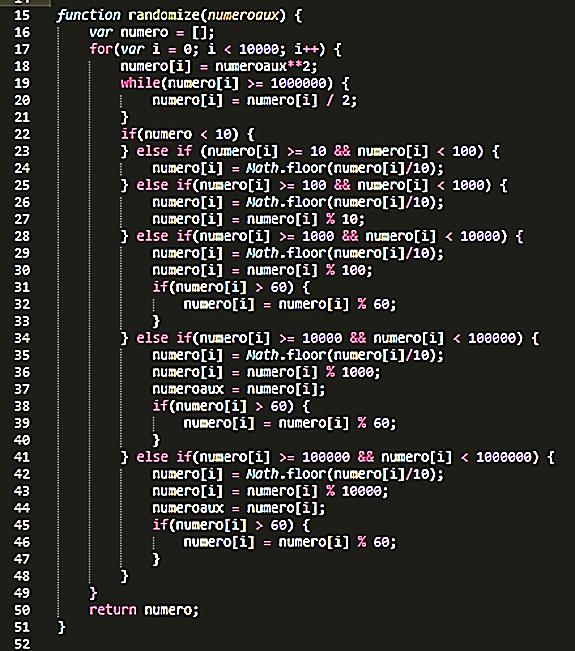 15 function randomize(numeroaux) {
16 var numero = [];
17 for(var i = 0; i < 10000; i++) {
18 numero[i] = numeroaux**2;
19 while(numero[i] >= 1000000) {
20 numero[i] = numero[i] / 2;
21 }
22 if(numero < 10) {
23 } else if (numero[i] >= 10 && numero[i] < 100) {
24 numero[i] = Math.floor(numero[i]/10);
25 } else if(numero[i] >= 100 && numero[i] < 1000) {
26 numero[i] = Math.floor(numero[i]/10);
27 numero[i] = numero[i] % 10;
28 } else if(numero[i] >= 1000 && numero[i] < 10000) {
29 numero[i] = Math.floor(numero[i]/10);
30 numero[i] = numero[i] % 100;
31 if(numero[i] > 60) {
32 numero[i] = numero[i] % 60;
33 }
34 } else if(numero[i] >= 10000 && numero[i] < 100000) {
35 numero[i] = Math.floor(numero[i]/10);
36 numero[i] = numero[i] % 1000;
37 numeroaux = numero[i];
38 if(numero[i] > 60) {
39 numero[i] = numero[i] % 60;
40 }
41 } else if(numero[i] >= 100000 && numero[i] < 1000000) {
42 numero[i] = Math.floor(numero[i]/10);
43 numero[i] = numero[i] % 10000;
44 numeroaux = numero[i];
45 if(numero[i] > 60) {
46 numero[i] = numero[i] % 60;
47 }
48 }
49 }
50 return numero;
51 }
52